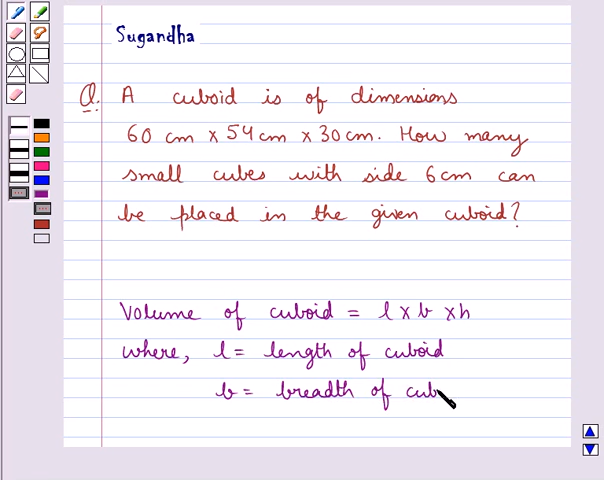 Sugandha
Q. A cuboid is of dimensions
60 cm x 54 cm x 30 cm. How many
small cubes with side 6 cm can
be placed in the given cuboid?
Volume of cuboid = l x b x h
where, l = length of cuboid
b = breadth of cub